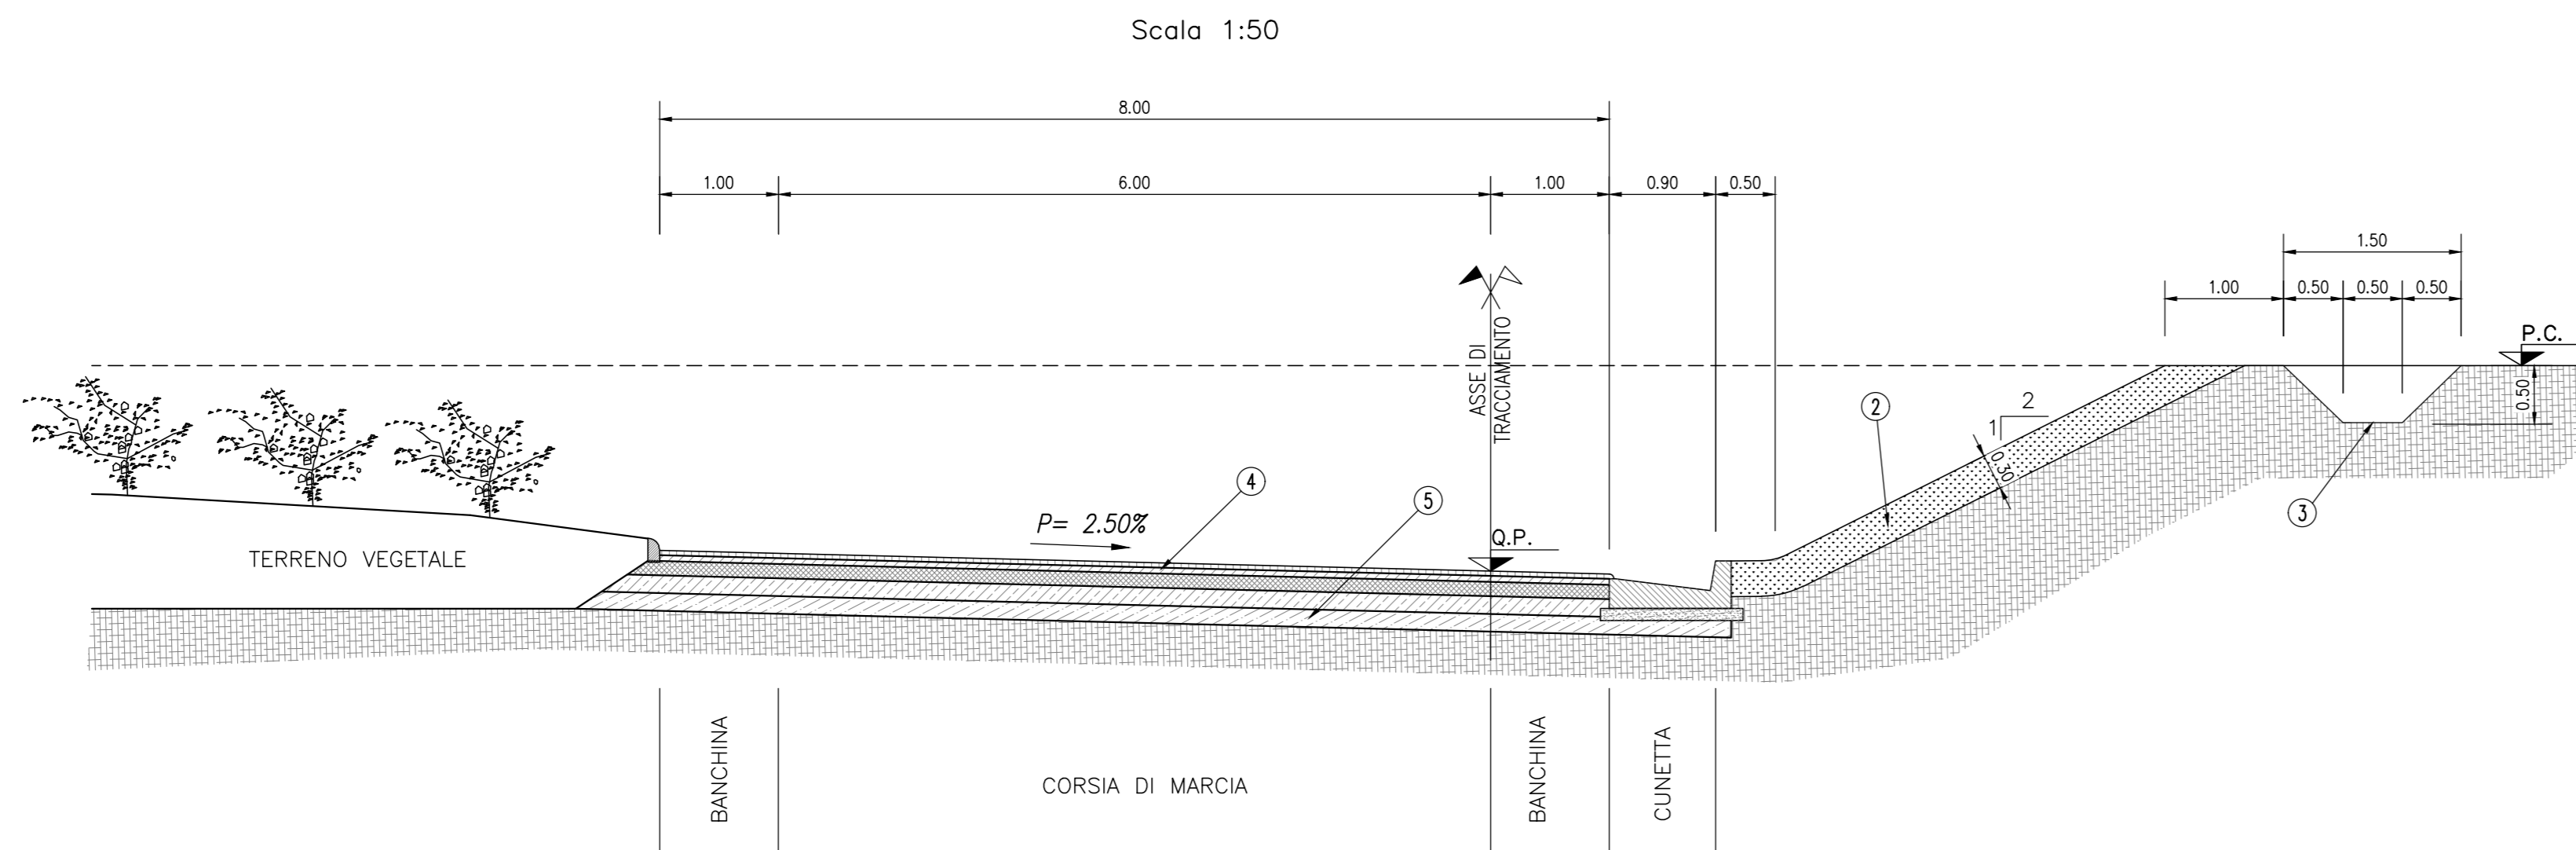 Scala 1:50
8.00
1.00
6.00
1.00
0.90
0.50
1.50
1.00
0.50
0.50
0.50
P.C.
0.50
ASSE DI
TRACCIAMENTO
2
1
0.30
2
3
4
5
P= 2.50%
Q.P.
TERRENO VEGETALE
BANCHINA
CORSIA DI MARCIA
BANCHINA
CUNETTA